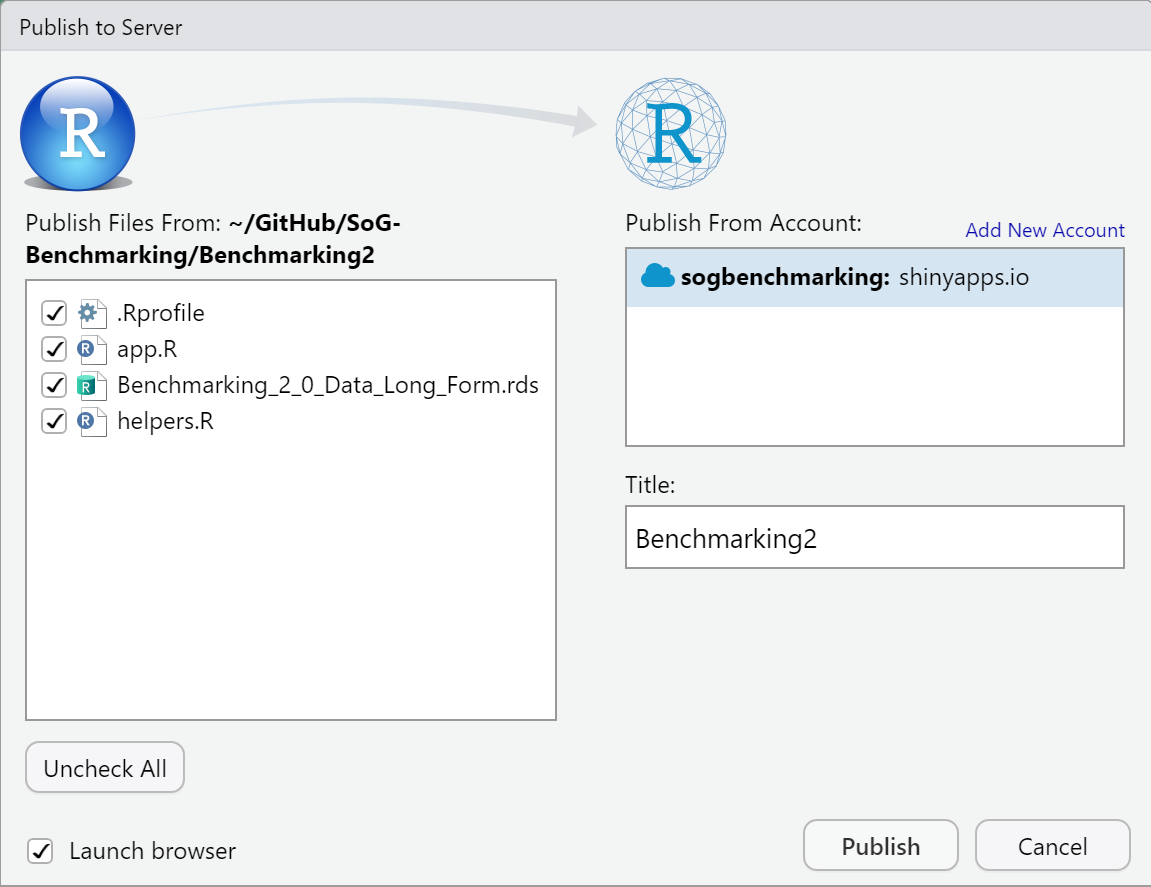 Publish to Server
R
R
Publish Files From: ~/GitHub/SoG-
Benchmarking/Benchmarking2
.Rprofile
R app.R
R Benchmarking_2_0_Data_Long_Form.rds
R helpers.R
Uncheck All
Launch browser
Publish From Account:
Add New Account
sogbenchmarking: shinyapps.io
Title:
Benchmarking2
Publish
Cancel